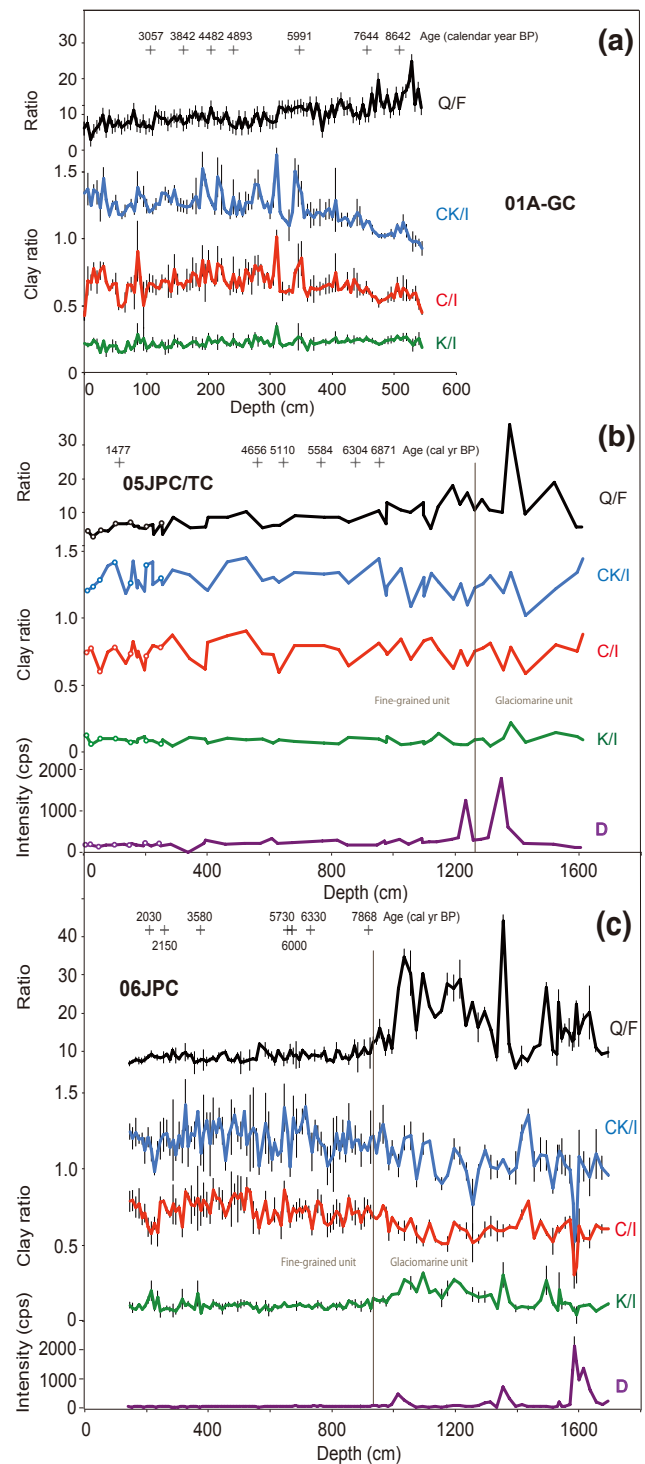 (a)
3057 3842 4482 4893 5991 7644 8642 Age (calendar year BP)
30
20
10
0
Ratio
Q/F
1.5
1.0
0.5
0
Clay ratio
CK/I
01A-GC
C/I
K/I
0 100 200 300 400 500 600
Depth (cm)
(b)
1477 4656 5110 5584 6304 6871 Age (cal yr BP)
05JPC/TC
30
20
10
Ratio
Q/F
1.5
1.0
0.5
0
Clay ratio
CK/I
C/I
Fine-grained unit Glaciomarine unit
K/I
2000
1000
0
Intensity (cps)
D
0 400 800 1200 1600
Depth (cm)
(c)
2030 3580 5730 6330 7868 Age (cal yr BP)
2150 6000
06JPC
40
30
20
10
Ratio
Q/F
1.5
1.0
0.5
0
Clay ratio
CK/I
C/I
Fine-grained unit Glaciomarine unit
K/I
2000
1000
0
Intensity (cps)
D
0 400 800 1200 1600
Depth (cm)